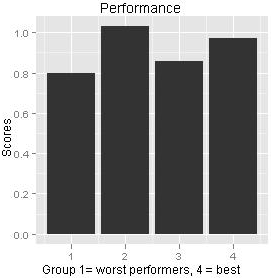 Performance
Scores
1.0
0.8
0.6
0.4
0.2
0.0
1 2 3 4
Group 1= worst performers, 4 = best